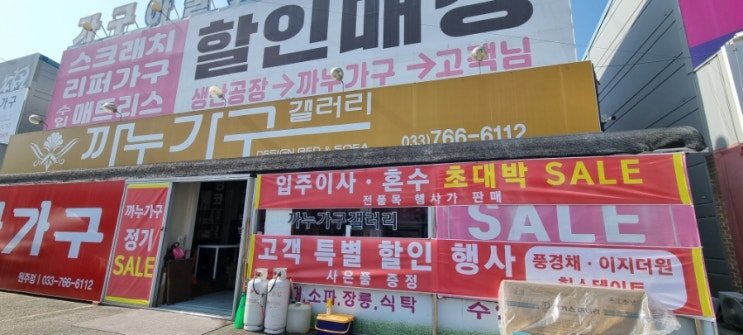 스크래치
리퍼가구
매트리스
할인매장
생산공장→까누가구→고객님
까누가구 갤러리
DESIGN BED & SOFA
033)766-6112
입주이사·혼수 초대박 SALE
전품목 행사가 판매
까누가구갤러리
SALE
고객 특별 할인 행사
사은품 증정
풍경채·이지더원
가구
원주점 033-766-6112
까누가구
정기
SALE
소파,장롱,식탁